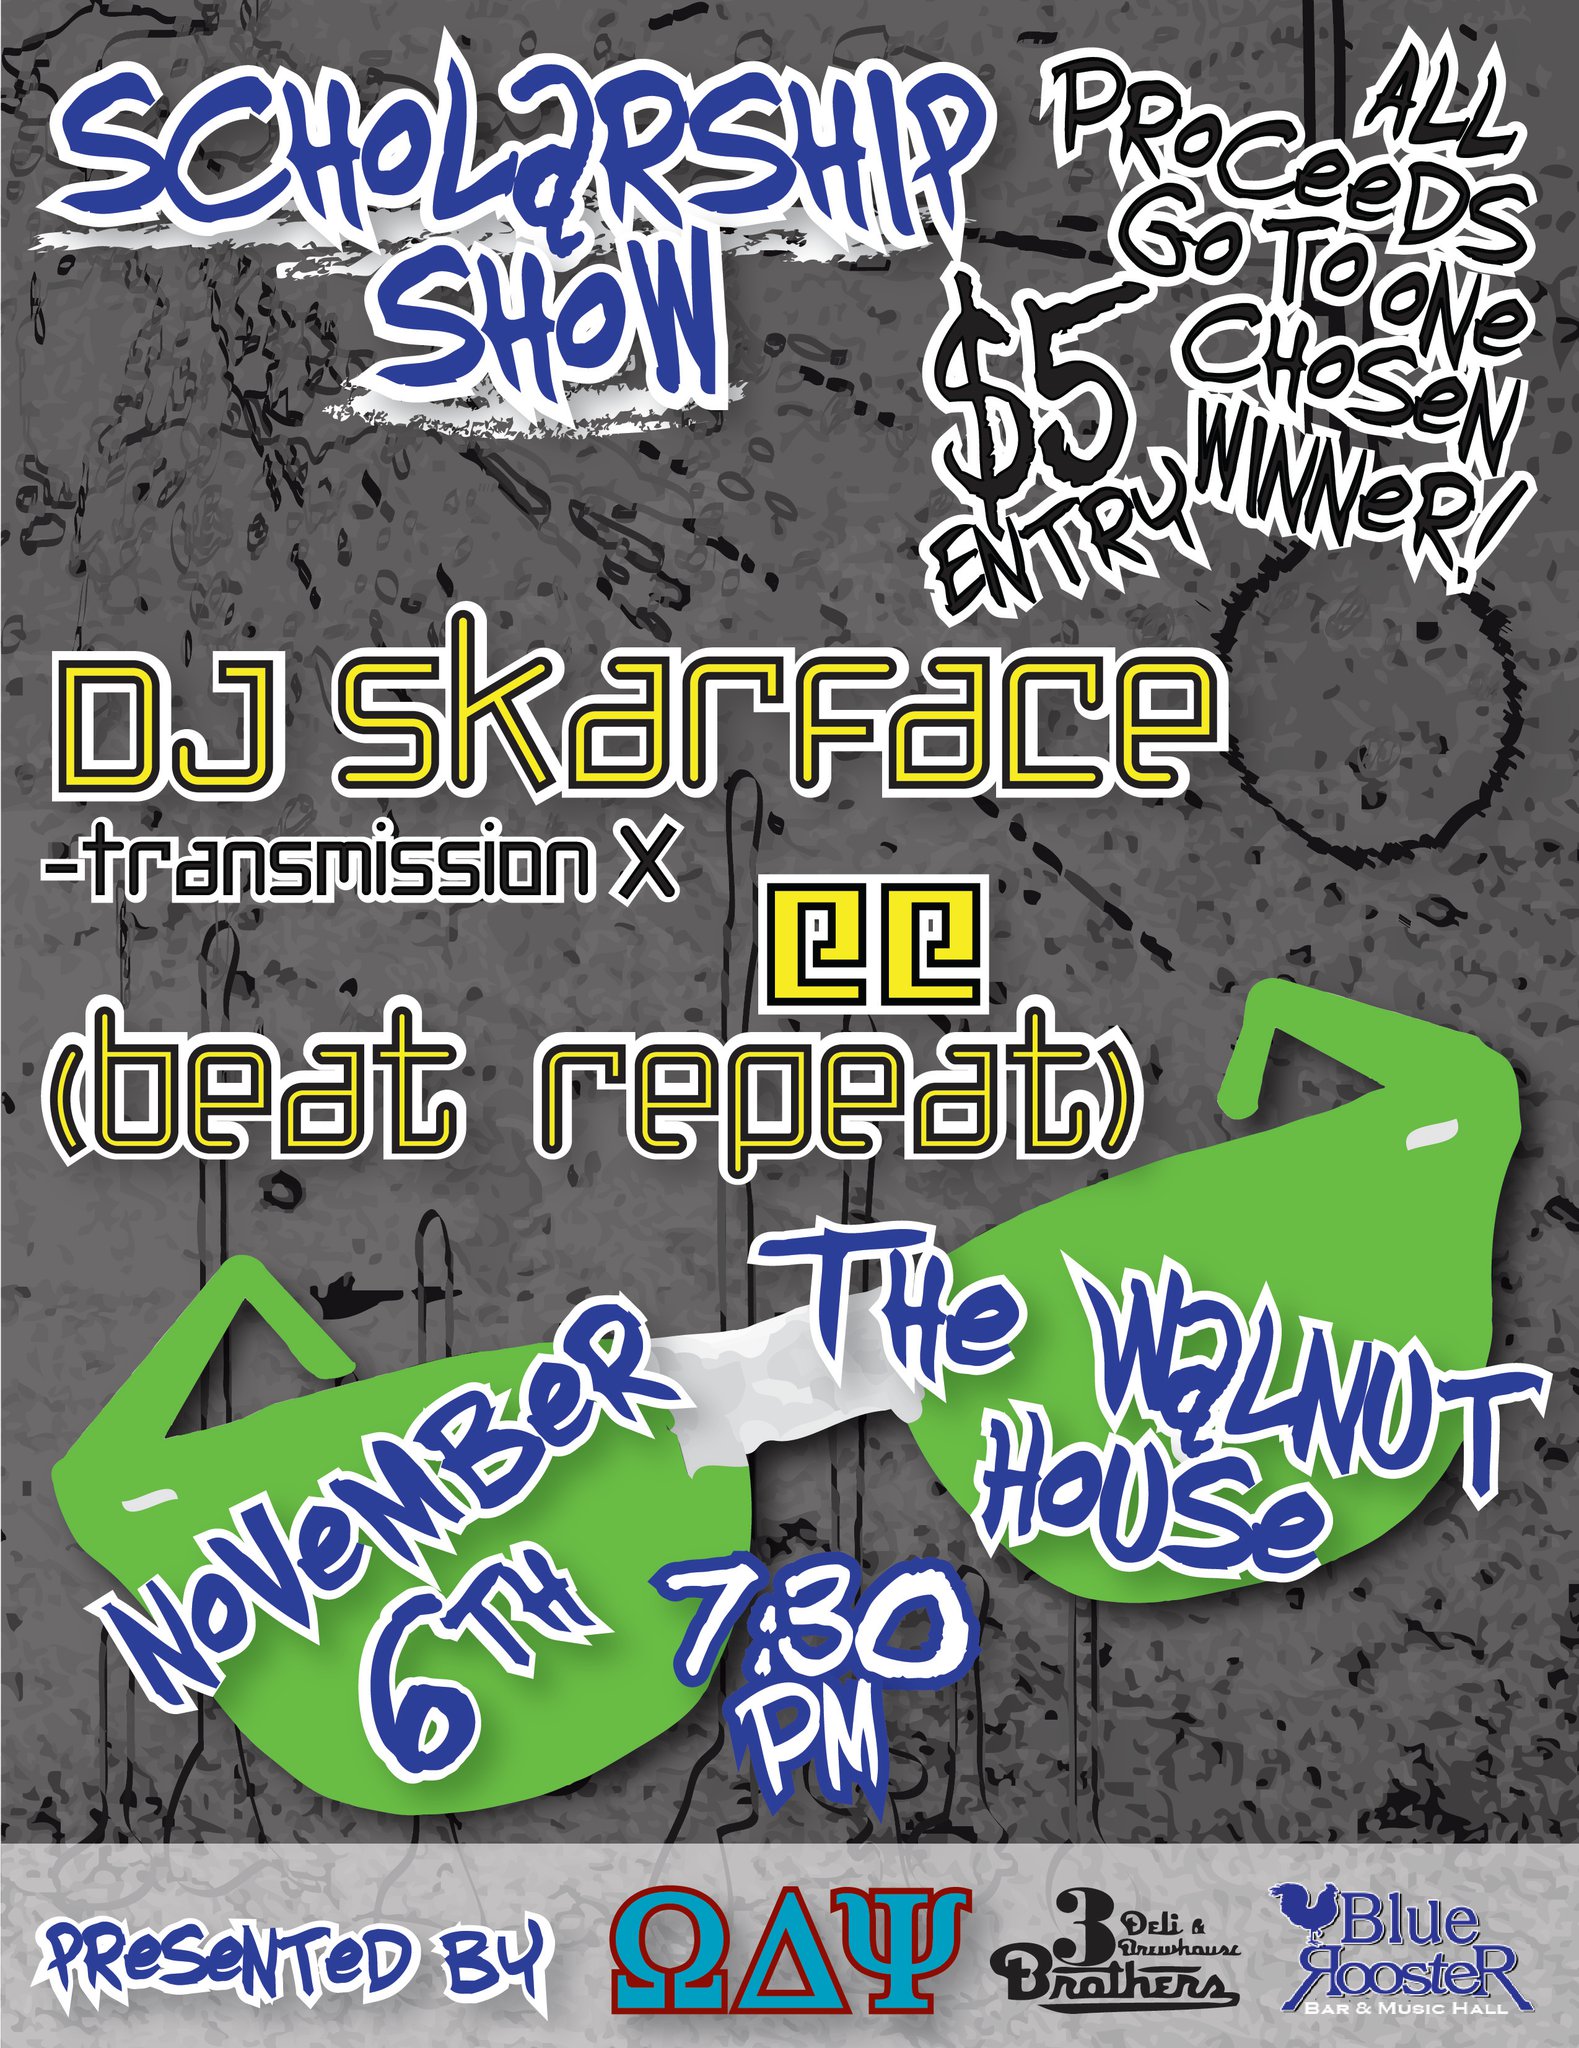 SCHOLaRSHIP
SHOW
ALL
PROCeeDS
GO TO ONe
CHOSeN
WINNeR!
$5
ENTRY
DJ Skarface
-transmission X
ee
(beat repeat)
THe WaLNUT
HOUSe
NOVeMBeR
6TH
7:30
PM
PReSeNTeD BY
ΩΔΨ
3 Deli & Brewhouse
Brothers
Blue
RoosteR
BAR & MUSIC HALL